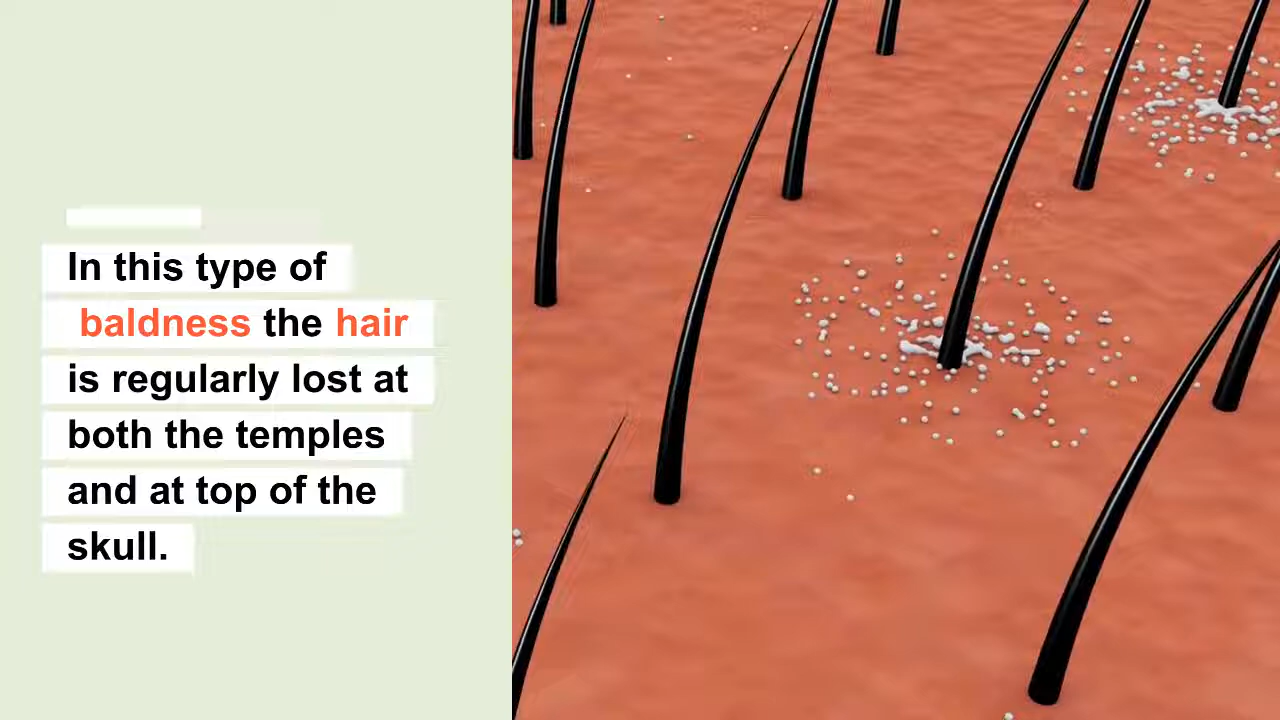 In this type of
baldness the hair
is regularly lost at
both the temples
and at top of the
skull.